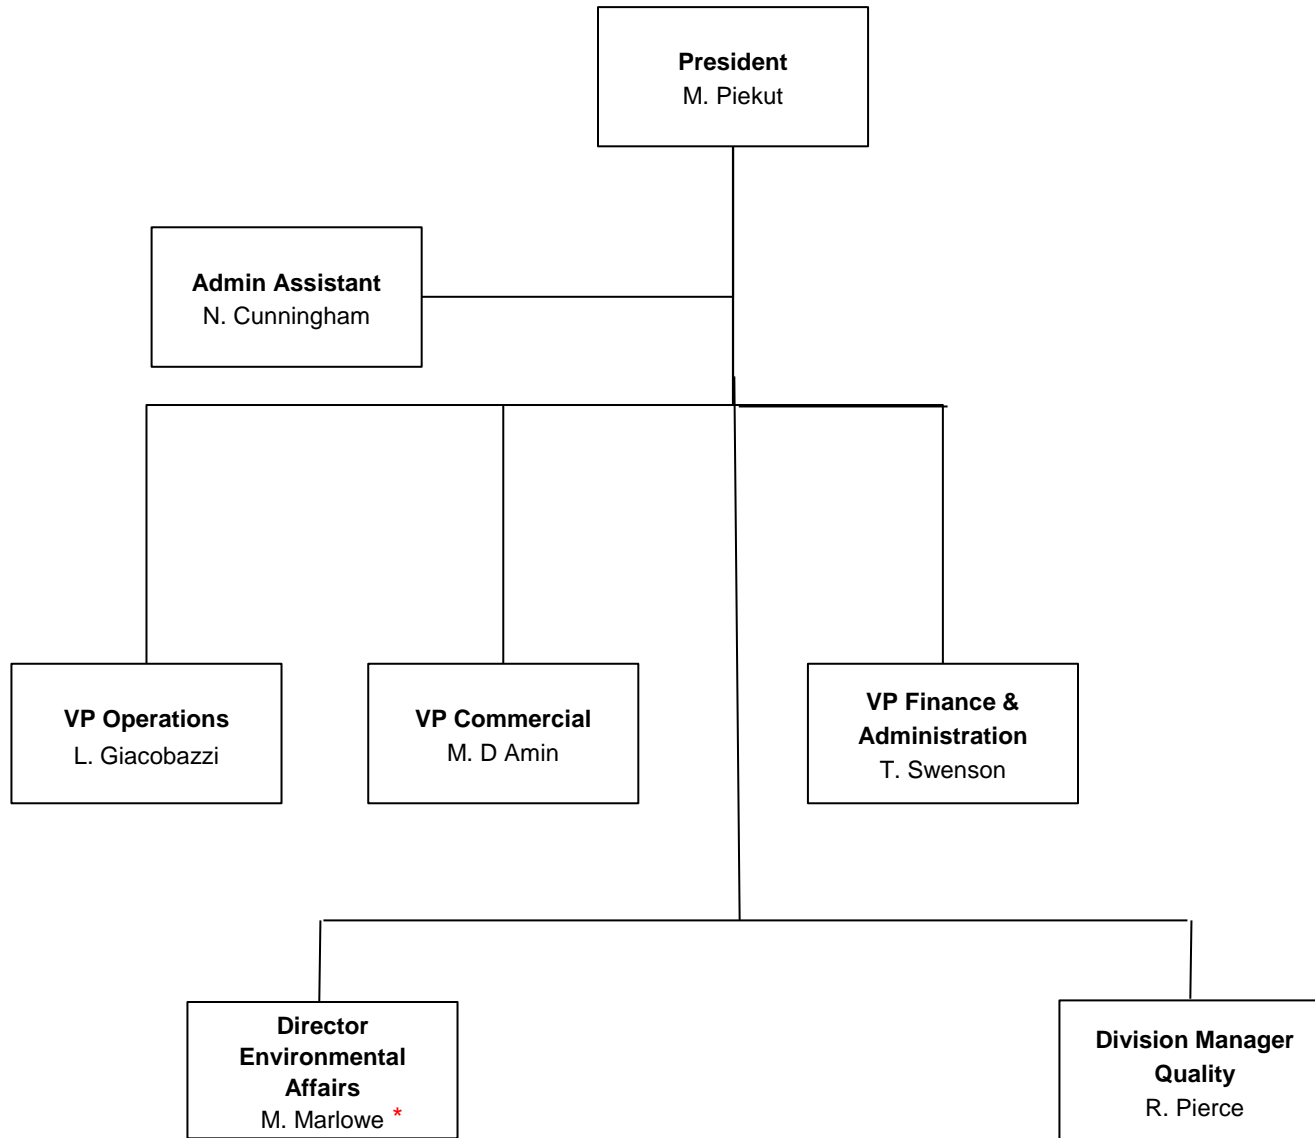 President
M. Piekut
Admin Assistant
N. Cunningham
VP Operations
L. Giacobazzi
VP Commercial
M. D Amin
VP Finance &
Administration
T. Swenson
Director
Environmental
Affairs
M. Marlowe *
Division Manager
Quality
R. Pierce